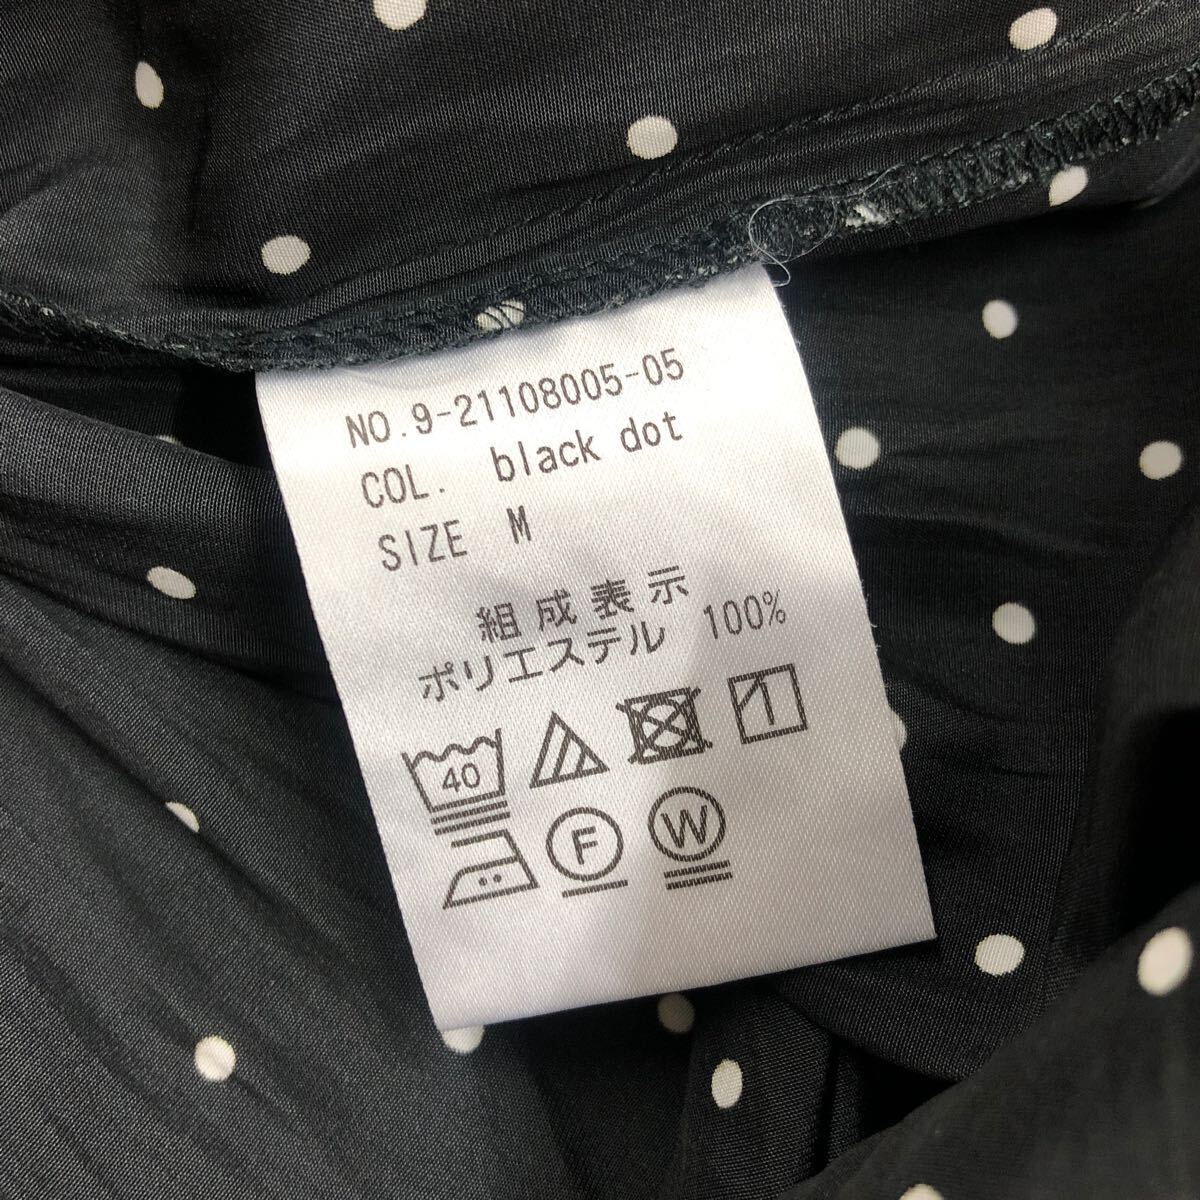 NO.9-21108005-05
COL. black dot
SIZE M
組成表示
ポリエステル 100%
40
F W